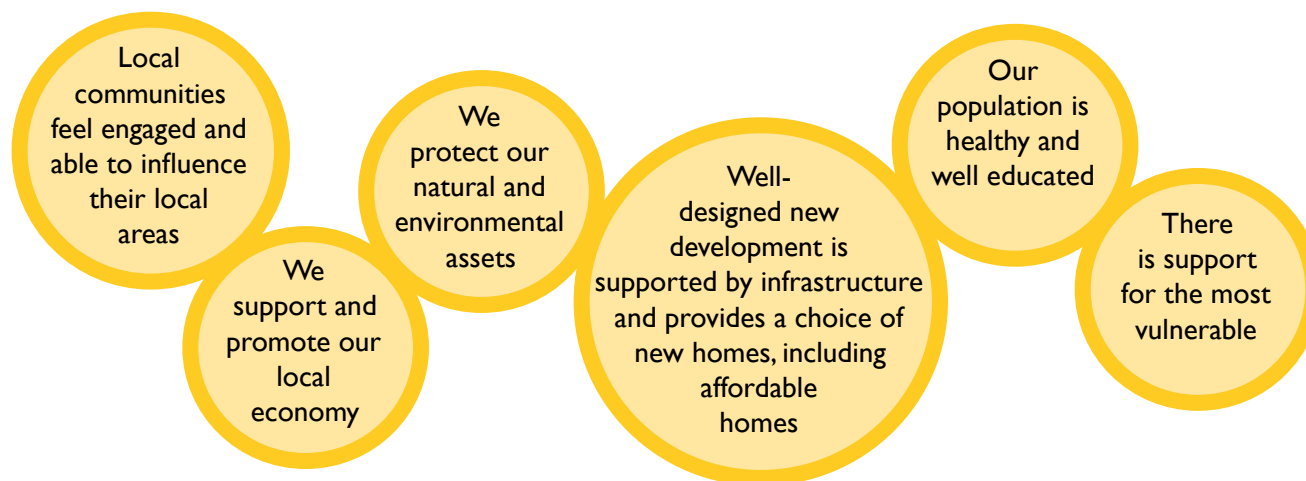 Local
communities
feel engaged and
able to influence
their local
areas
We
support and
promote our
local
economy
We
protect our
natural and
environmental
assets
Well-
designed new
development is
supported by infrastructure
and provides a choice of
new homes, including
affordable
homes
Our
population is
healthy and
well educated
There
is support
for the most
vulnerable